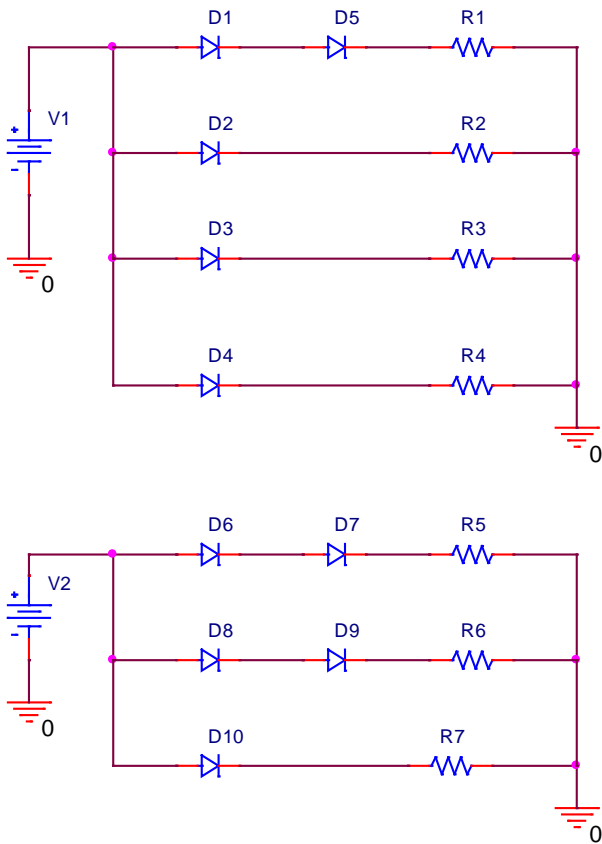 D1 D5 R1
+ V1
D2 R2
-
D3 R3
0
D4 R4
0
D6 D7 R5
+ V2
D8 D9 R6
-
0
D10 R7
0